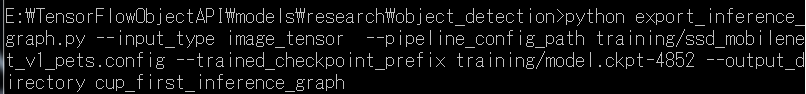 E:₩TensorFlowObjectAPI₩models₩research₩object_detection>python export_inference_
graph.py --input_type image_tensor  --pipeline_config_path training/ssd_mobilene
t_v1_pets.config --trained_checkpoint_prefix training/model.ckpt-4852 --output_d
irectory cup_first_inference_graph